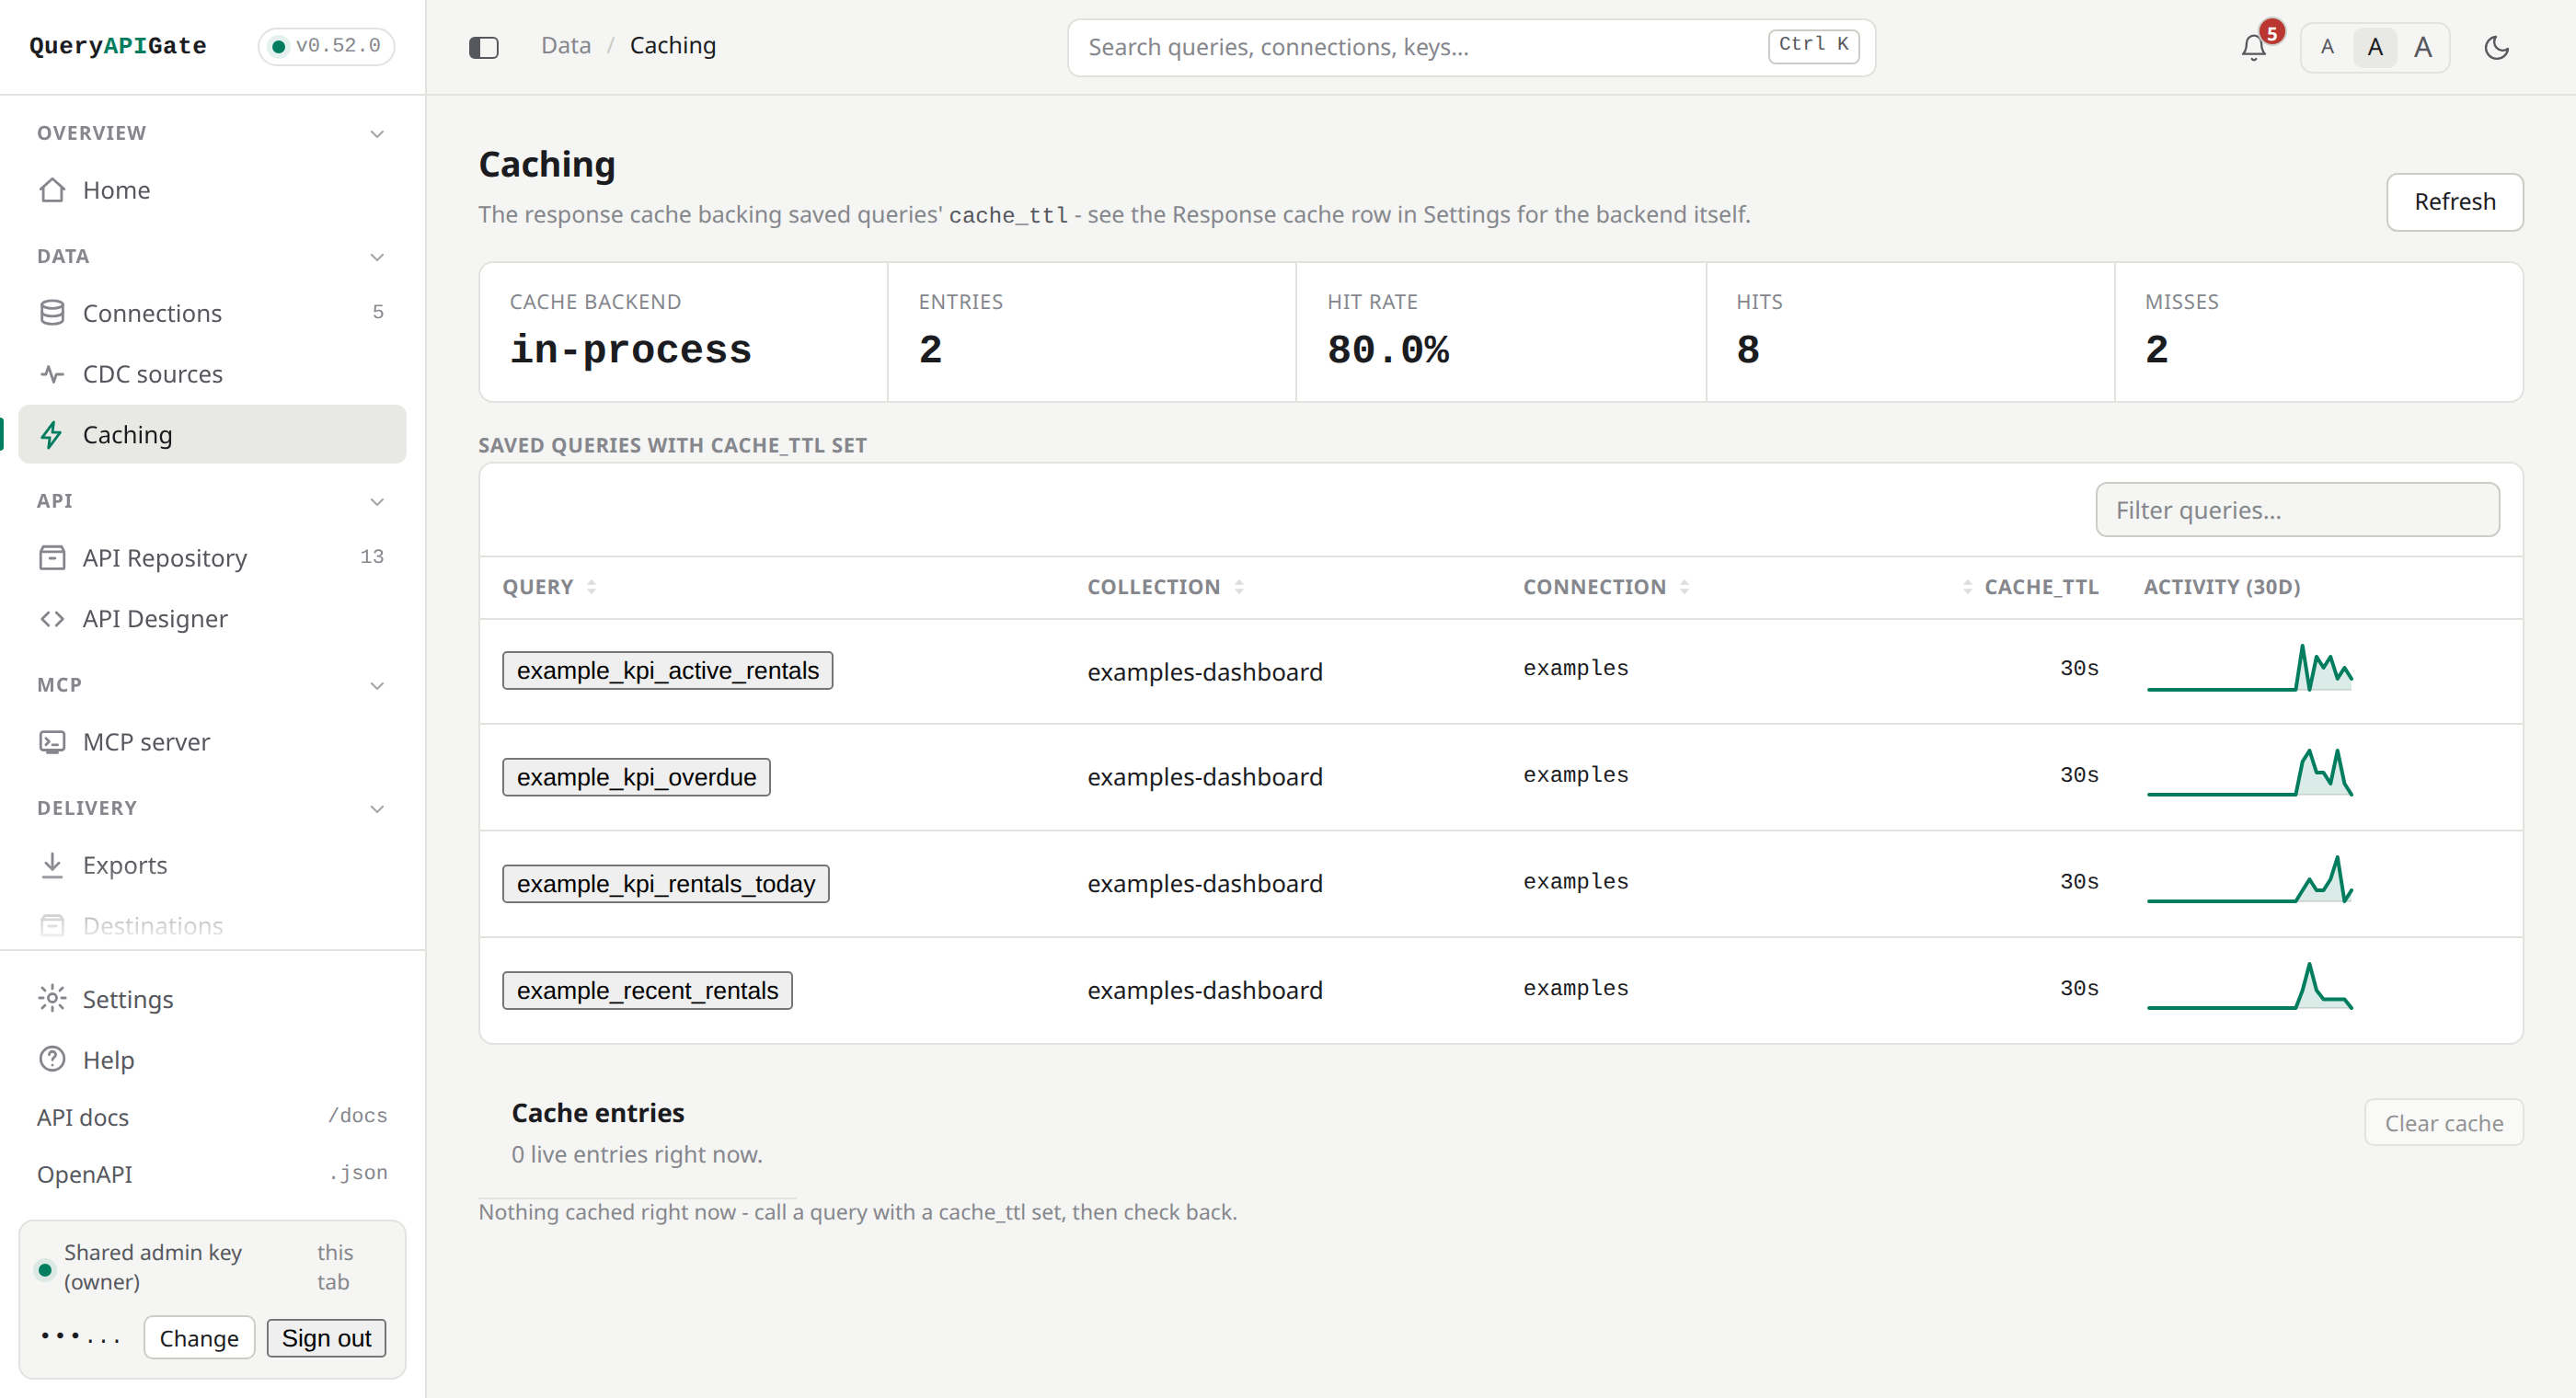 QueryAPIGate
v0.52.0
OVERVIEW
Home
DATA
Connections 5
CDC sources
Caching
API
API Repository 13
API Designer
MCP
MCP server
DELIVERY
Exports
Destinations
Settings
Help
API docs /docs
OpenAPI .json
Shared admin key this
(owner) tab
•••... Change Sign out
Data / Caching
Search queries, connections, keys... Ctrl K
5
A A A
Caching
The response cache backing saved queries' cache_ttl - see the Response cache row in Settings for the backend itself.
Refresh
CACHE BACKEND ENTRIES HIT RATE HITS MISSES
in-process 2 80.0% 8 2
SAVED QUERIES WITH CACHE_TTL SET
Filter queries...
QUERY COLLECTION CONNECTION CACHE_TTL ACTIVITY (30D)
example_kpi_active_rentals examples-dashboard examples 30s
example_kpi_overdue examples-dashboard examples 30s
example_kpi_rentals_today examples-dashboard examples 30s
example_recent_rentals examples-dashboard examples 30s
Cache entries
0 live entries right now.
Clear cache
Nothing cached right now - call a query with a cache_ttl set, then check back.